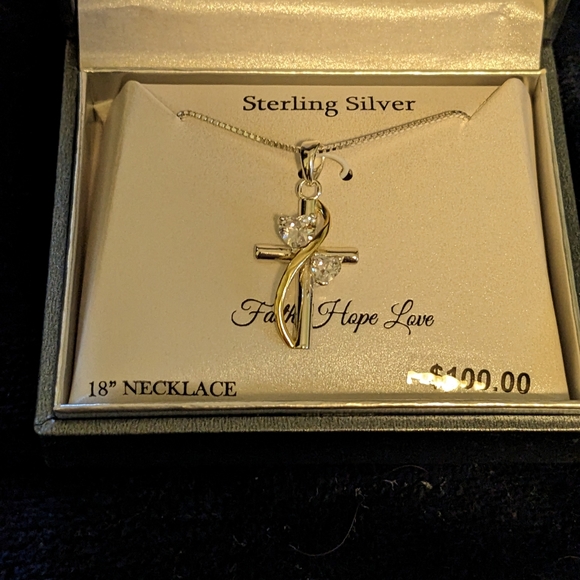 Sterling Silver
Faith Hope Love
18” NECKLACE
$100.00